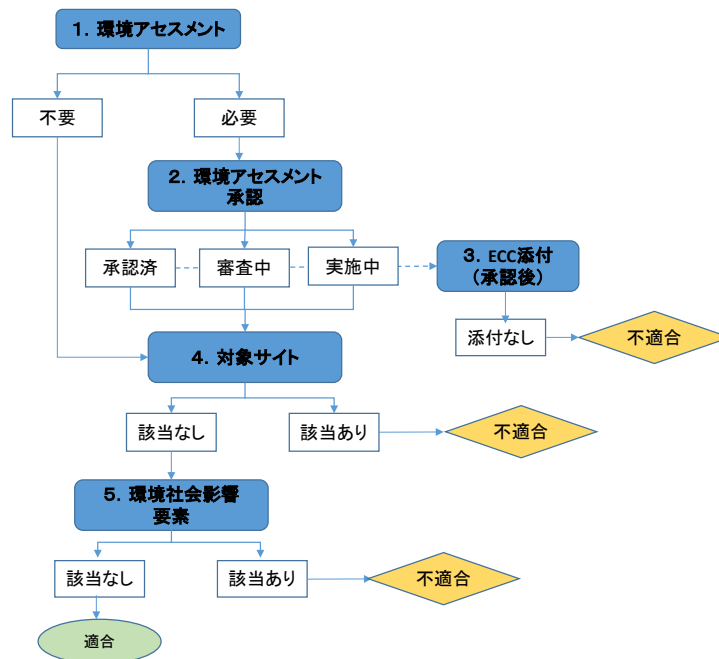 1．環境アセスメント
不要
必要
2．環境アセスメント
承認
承認済
審査中
実施中
3．ECC添付
（承認後）
添付なし
不適合
4．対象サイト
該当なし
該当あり
不適合
5．環境社会影響
要素
該当なし
該当あり
不適合
適合